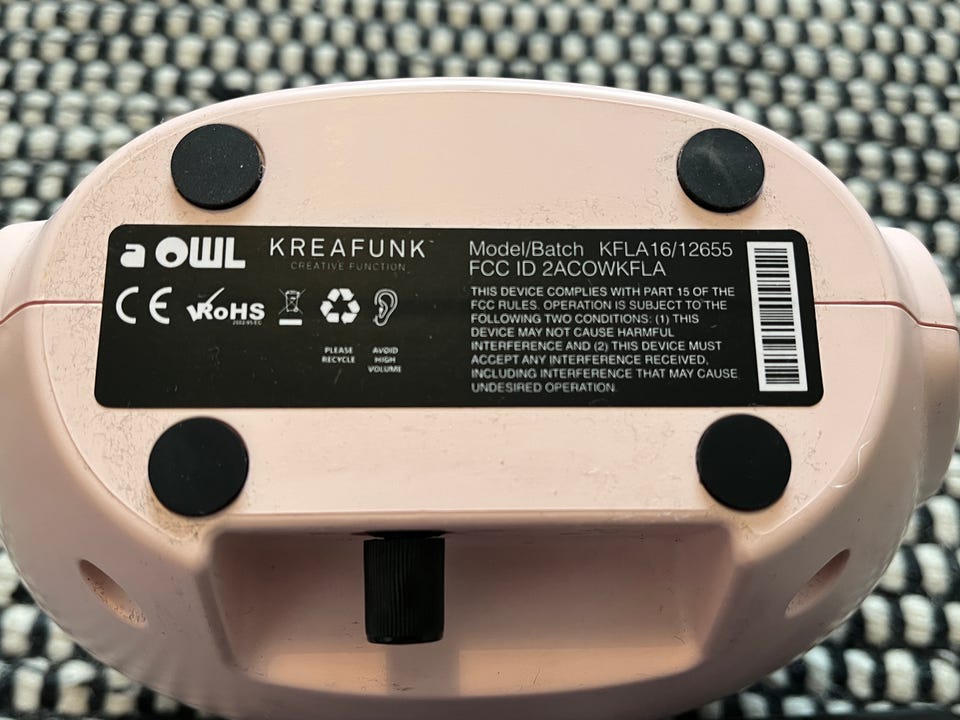 a OWL
KREAFUNK
CREATIVE FUNCTION.
CE
RoHS
2002/95/EC
PLEASE
RECYCLE
AVOID
HIGH
VOLUME
Model/Batch KFLA16/12655
FCC ID 2ACOWKFLA
THIS DEVICE COMPLIES WITH PART 15 OF THE
FCC RULES. OPERATION IS SUBJECT TO THE
FOLLOWING TWO CONDITIONS: (1) THIS
DEVICE MAY NOT CAUSE HARMFUL
INTERFERENCE AND (2) THIS DEVICE MUST
ACCEPT ANY INTERFERENCE RECEIVED,
INCLUDING INTERFERENCE THAT MAY CAUSE
UNDESIRED OPERATION.